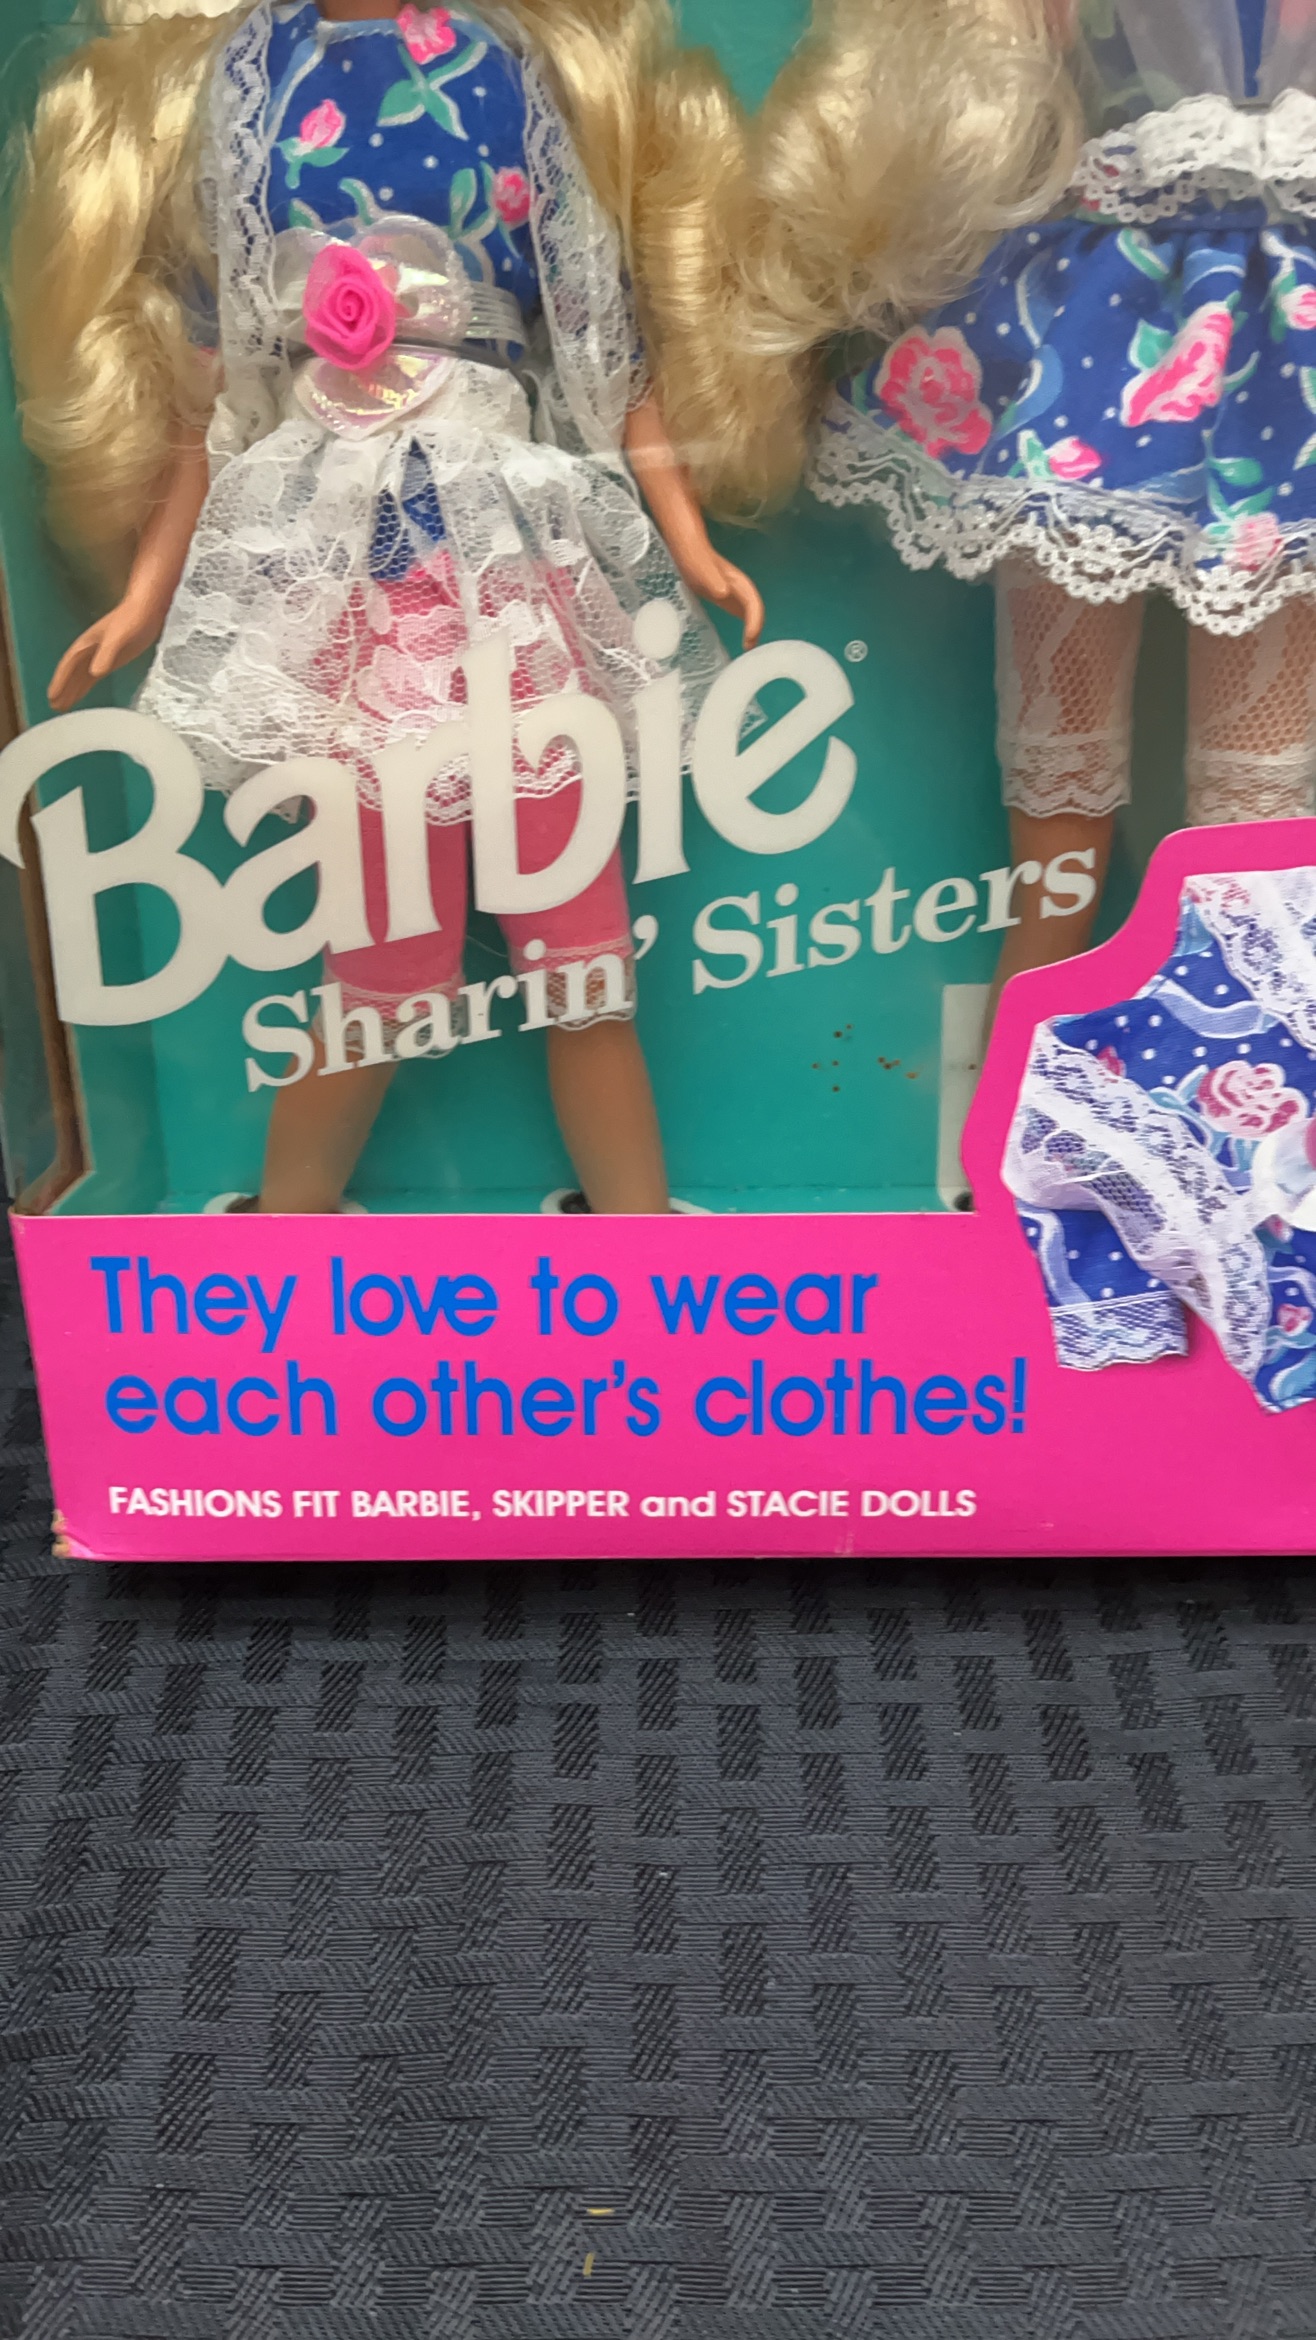 Barbie®
Sharin' Sisters
They love to wear
each other's clothes!
FASHIONS FIT BARBIE, SKIPPER and STACIE DOLLS